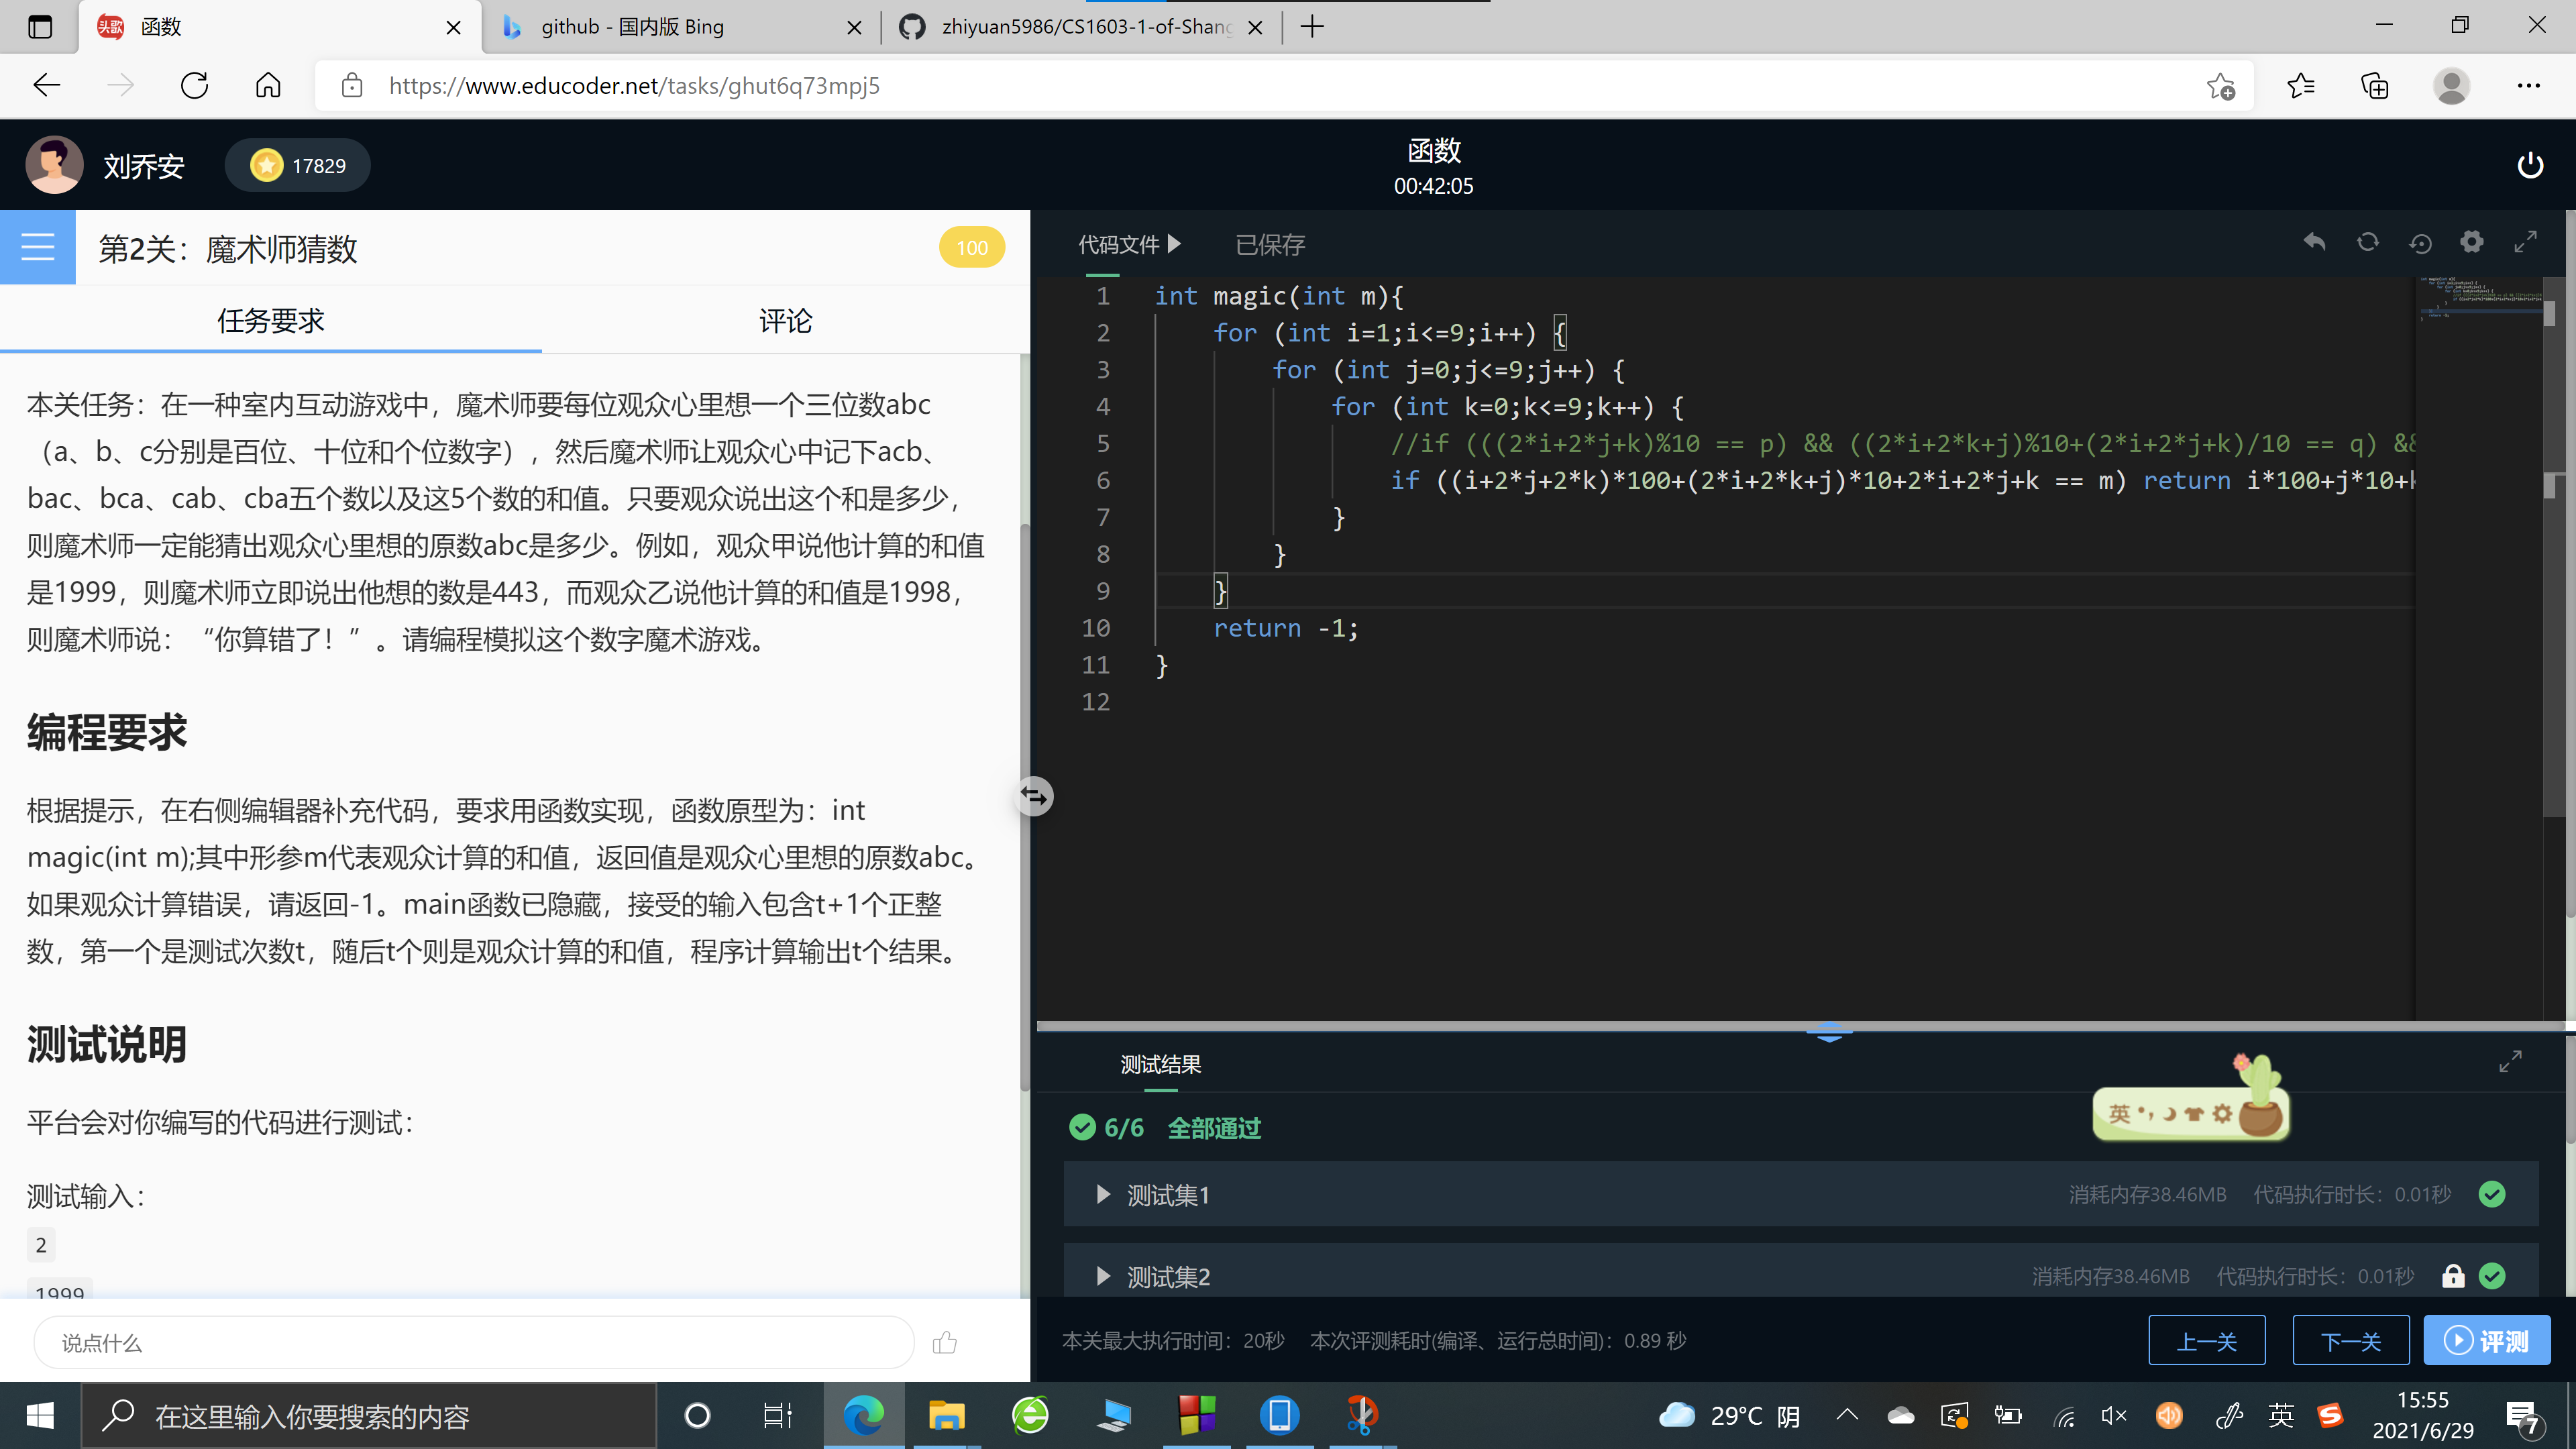 函数
github - 国内版 Bing
zhiyuan5986/CS1603-1-of-Shang
https://www.educoder.net/tasks/ghut6q73mpj5
刘乔安
17829
函数
00:42:05
第2关：魔术师猜数
100
任务要求
评论
本关任务：在一种室内互动游戏中，魔术师要每位观众心里想一个三位数abc
（a、b、c分别是百位、十位和个位数字），然后魔术师让观众心中记下acb、
bac、bca、cab、cba五个数以及这5个数的和值。只要观众说出这个和是多少，
则魔术师一定能猜出观众心里想的原数abc是多少。例如，观众甲说他计算的和值
是1999，则魔术师立即说出他想的数是443，而观众乙说他计算的和值是1998，
则魔术师说：“你算错了！”。请编程模拟这个数字魔术游戏。
编程要求
根据提示，在右侧编辑器补充代码，要求用函数实现，函数原型为：int
magic(int m);其中形参m代表观众计算的和值，返回值是观众心里想的原数abc。
如果观众计算错误，请返回-1。main函数已隐藏，接受的输入包含t+1个正整
数，第一个是测试次数t，随后t个则是观众计算的和值，程序计算输出t个结果。
测试说明
平台会对你编写的代码进行测试：
测试输入：
2
1999
说点什么
代码文件
已保存
1 int magic(int m){
2 for (int i=1;i<=9;i++) {
3 for (int j=0;j<=9;j++) {
4 for (int k=0;k<=9;k++) {
5 //if (((2*i+2*j+k)%10 == p) && ((2*i+2*k+j)%10+(2*i+2*j+k)/10 == q) &&
6 if ((i+2*j+2*k)*100+(2*i+2*k+j)*10+2*i+2*j+k == m) return i*100+j*10+k
7 }
8 }
9 }
10 return -1;
11 }
12
测试结果
6/6 全部通过
英
测试集1
消耗内存38.46MB 代码执行时长：0.01秒
测试集2
消耗内存38.46MB 代码执行时长：0.01秒
本关最大执行时间：20秒 本次评测耗时(编译、运行总时间)：0.89 秒
上一关
下一关
评测
在这里输入你要搜索的内容
29°C 阴
英
15:55
2021/6/29
7